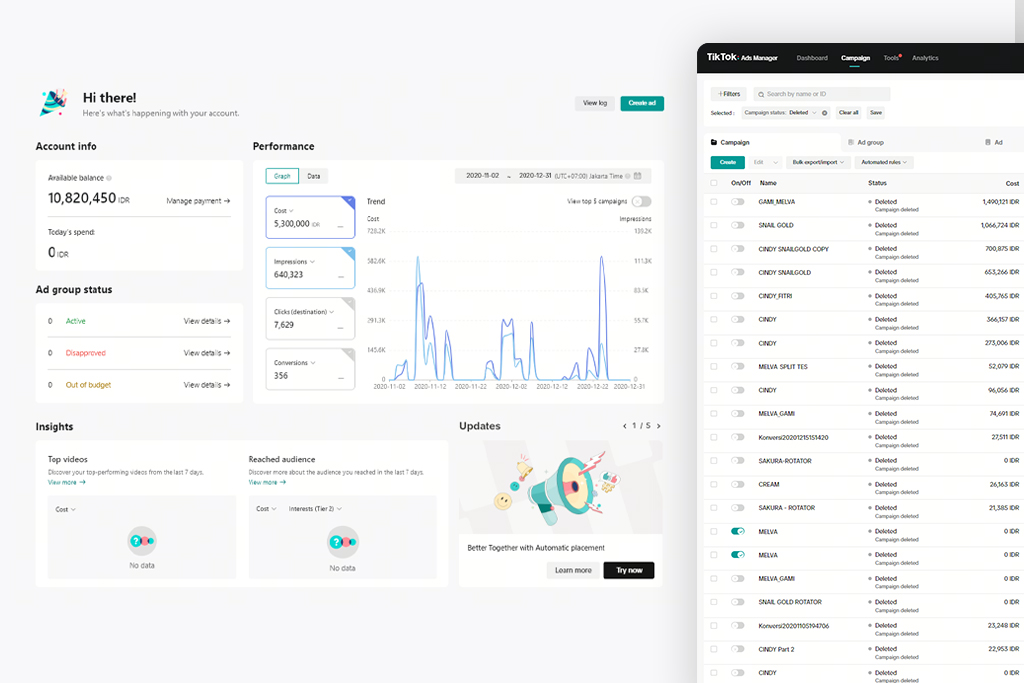 Hi there!
Here's what's happening with your account.
View log
Create ad
Account info
Available balance
10,820,450 IDR
Manage payment →
Today's spend:
0 IDR
Ad group status
0 Active View details →
0 Disapproved View details →
0 Out of budget View details →
Performance
Graph Data
2020-11-02 – 2020-12-31 (UTC+07:00) Jakarta Time
Cost
5,300,000 IDR
Impressions
640,323
Clicks (destination)
7,629
Conversions
356
Trend
View top 5 campaigns
Cost Impressions
728.2K 139.2K
582.6K 111.3K
436.9K 83.5K
291.3K 55.7K
145.6K 27.8K
0 0
2020-11-02 2020-11-12 2020-11-22 2020-12-02 2020-12-12 2020-12-22 2020-12-31
Insights
Top videos
Discover your top-performing videos from the last 7 days.
View more →
Cost
No data
Reached audience
Discover more about the audience you reached in the last 7 days.
View more →
Cost Interests (Tier 2)
No data
Updates
1 / 5
Better Together with Automatic placement
Learn more
Try now
TikTok: Ads Manager Dashboard Campaign Tools Analytics
+Filters Search by name or ID
Selected : Campaign status: Deleted Clear all Save
Campaign Ad group Ad
Create Edit Bulk export/import Automated rules
On/Off Name Status Cost
GAMI_MELVA Deleted 1,490,121 IDR
Campaign deleted
SNAIL GOLD Deleted 1,066,724 IDR
Campaign deleted
CINDY SNAILGOLD COPY Deleted 700,875 IDR
Campaign deleted
CINDY SNAILGOLD Deleted 653,266 IDR
Campaign deleted
CINDY_FITRI Deleted 405,765 IDR
Campaign deleted
CINDY Deleted 366,157 IDR
Campaign deleted
CINDY Deleted 273,006 IDR
Campaign deleted
MELVA SPLIT TES Deleted 52,079 IDR
Campaign deleted
CINDY Deleted 96,056 IDR
Campaign deleted
MELVA_GAMI Deleted 74,691 IDR
Campaign deleted
Konversi20201215151420 Deleted 27,511 IDR
Campaign deleted
SAKURA-ROTATOR Deleted 0 IDR
Campaign deleted
CREAM Deleted 26,163 IDR
Campaign deleted
SAKURA - ROTATOR Deleted 21,385 IDR
Campaign deleted
MELVA Deleted 0 IDR
Campaign deleted
MELVA Deleted 0 IDR
Campaign deleted
MELVA_GAMI Deleted 0 IDR
Campaign deleted
SNAIL GOLD ROTATOR Deleted 0 IDR
Campaign deleted
Konversi20201105194706 Deleted 23,248 IDR
Campaign deleted
CINDY Part 2 Deleted 22,953 IDR
Campaign deleted
CINDY Deleted 0 IDR
Campaign deleted